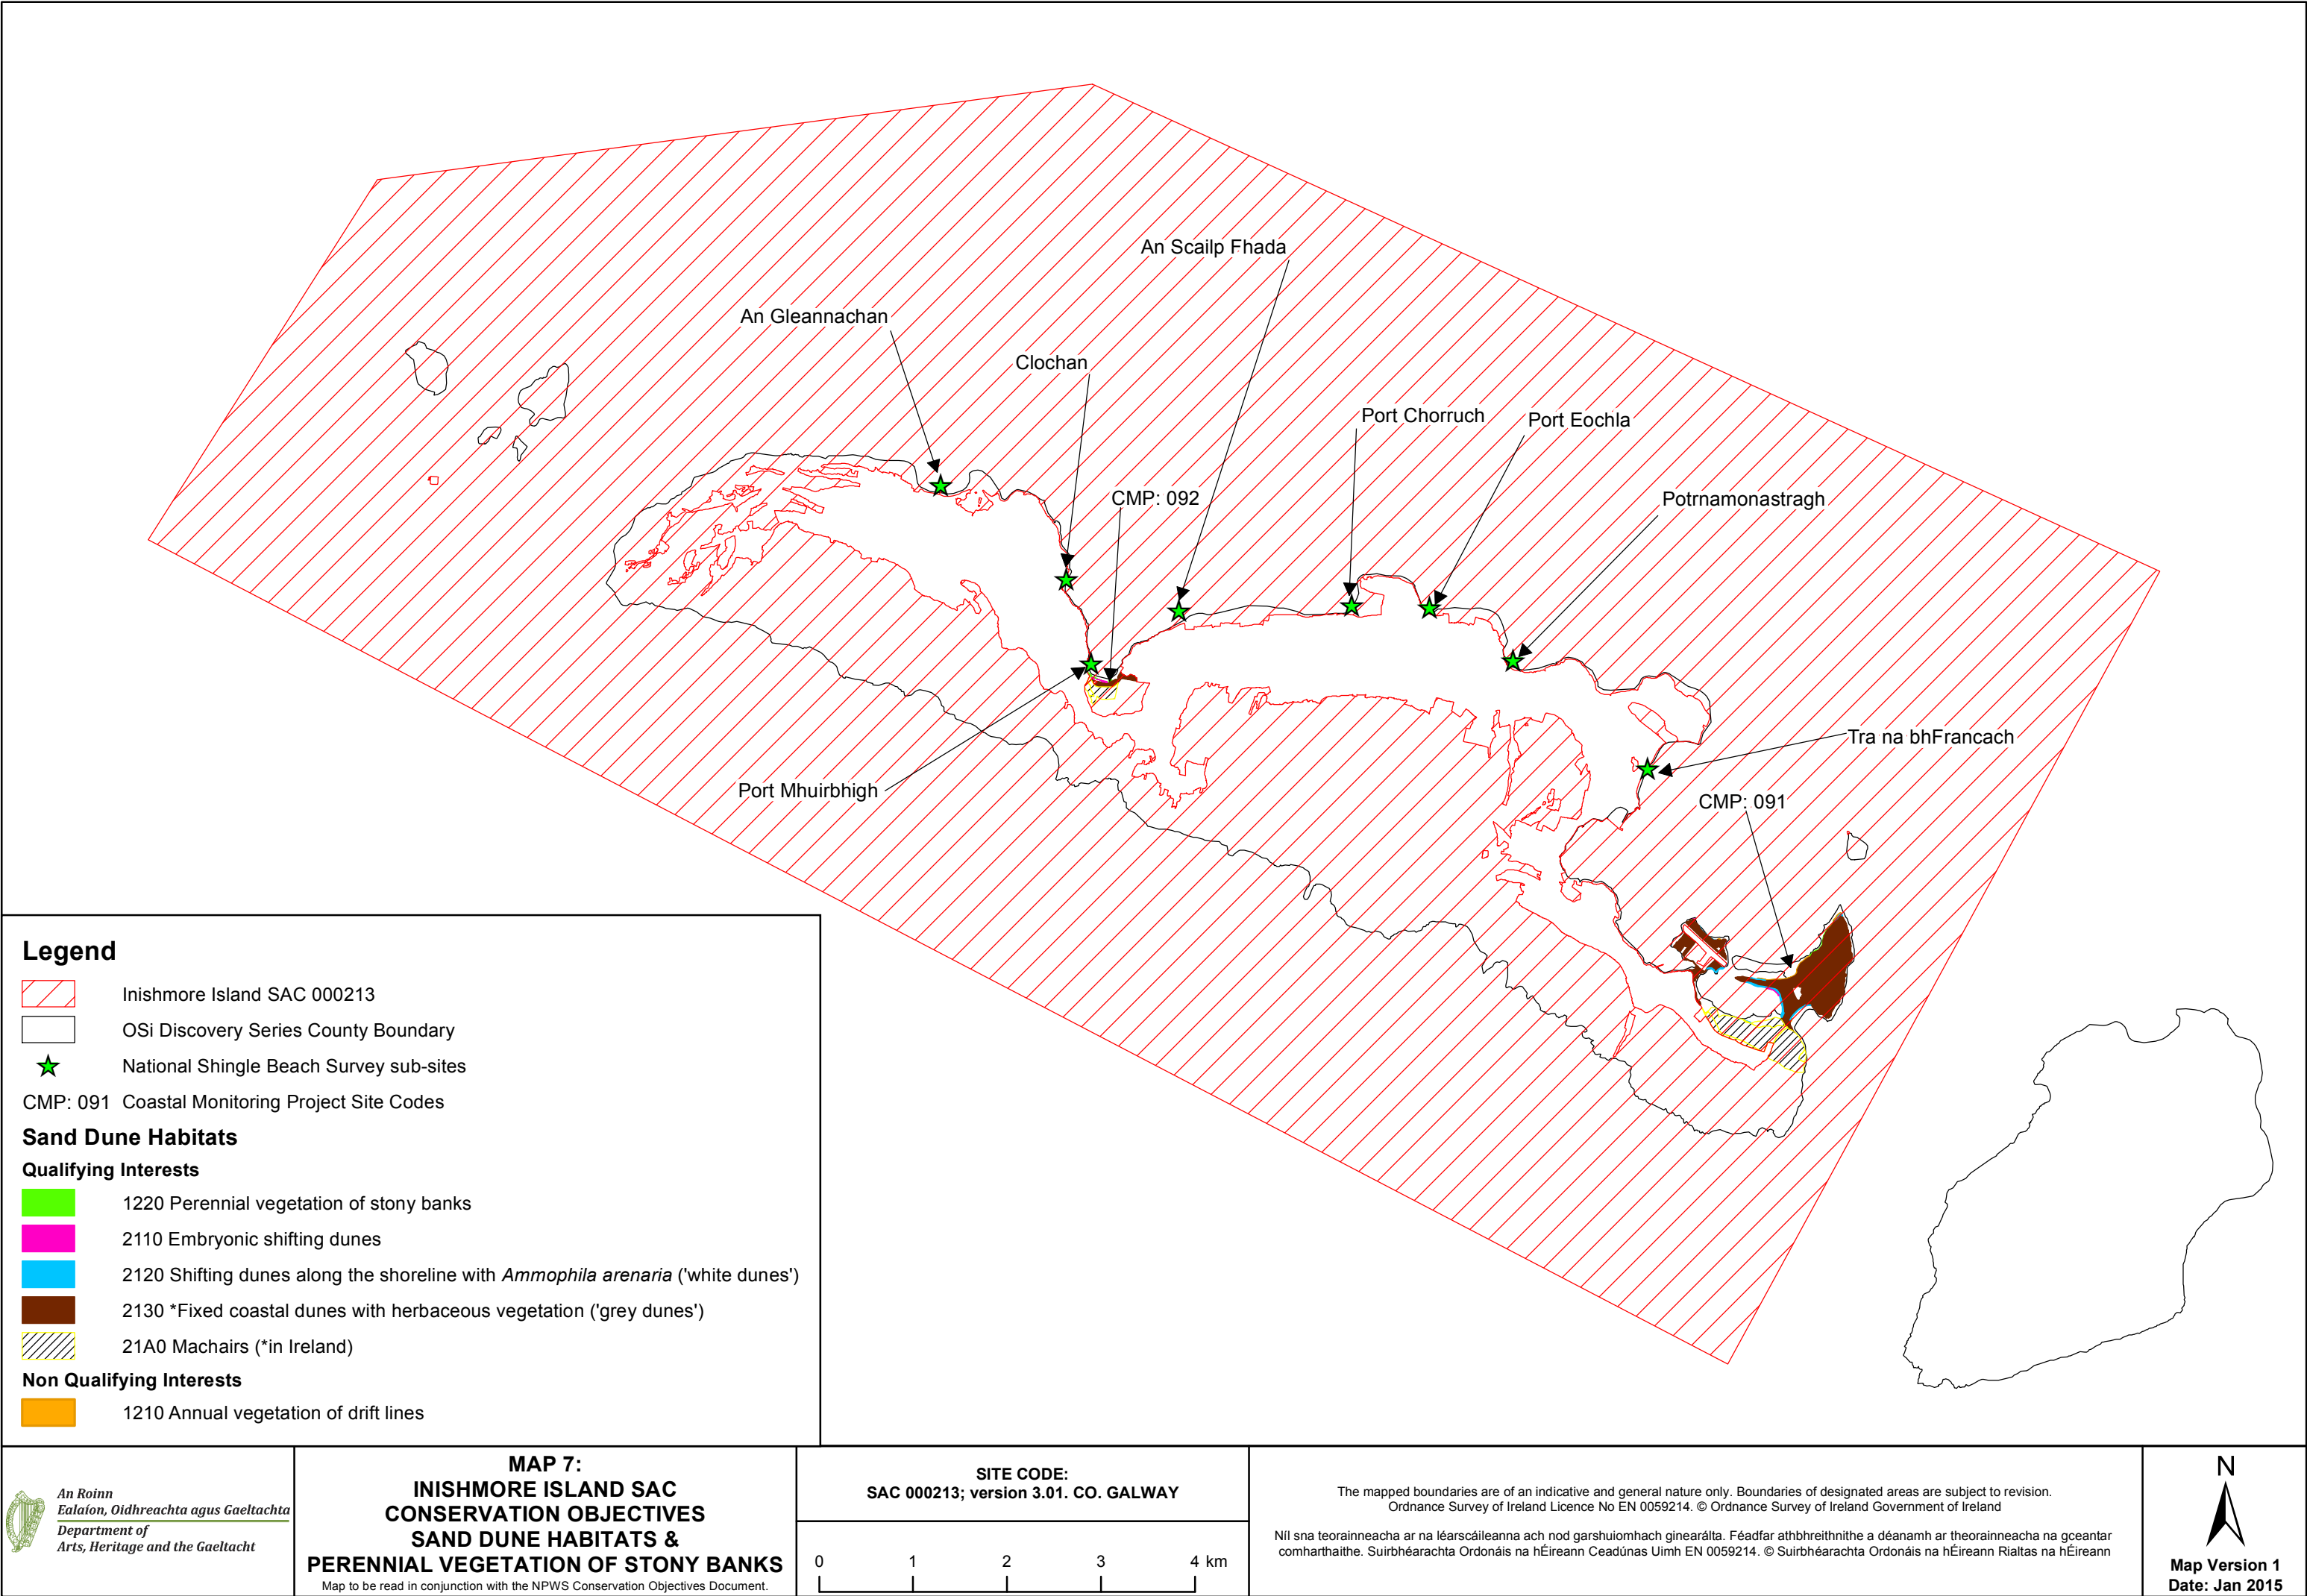 An Scailp Fhada
An Gleannachan
Clochan
Port Chorruch
Port Eochla
CMP: 092
Potrnamonastragh
Tra na bhFrancach
Port Mhuirbhigh
CMP: 091
Legend
Inishmore Island SAC 000213
OSi Discovery Series County Boundary
National Shingle Beach Survey sub-sites
CMP: 091 Coastal Monitoring Project Site Codes
Sand Dune Habitats
Qualifying Interests
1220 Perennial vegetation of stony banks
2110 Embryonic shifting dunes
2120 Shifting dunes along the shoreline with Ammophila arenaria ('white dunes')
2130 *Fixed coastal dunes with herbaceous vegetation ('grey dunes')
21A0 Machairs (*in Ireland)
Non Qualifying Interests
1210 Annual vegetation of drift lines
An Roinn
Ealaíon, Oidhreachta agus Gaeltachta
Department of
Arts, Heritage and the Gaeltacht
MAP 7:
INISHMORE ISLAND SAC
CONSERVATION OBJECTIVES
SAND DUNE HABITATS &
PERENNIAL VEGETATION OF STONY BANKS
Map to be read in conjunction with the NPWS Conservation Objectives Document.
SITE CODE:
SAC 000213; version 3.01. CO. GALWAY
0 1 2 3 4 km
The mapped boundaries are of an indicative and general nature only. Boundaries of designated areas are subject to revision.
Ordnance Survey of Ireland Licence No EN 0059214. © Ordnance Survey of Ireland Government of Ireland
Níl sna teorainneacha ar na léarscáileanna ach nod garshuiomhach ginearálta. Féadfar athbhreithnithe a déanamh ar theorainneacha na gceantar
comharthaithe. Suirbhéarachta Ordonáis na hÉireann Ceadúnas Uimh EN 0059214. © Suirbhéarachta Ordonáis na hÉireann Rialtas na hÉireann
N
Map Version 1
Date: Jan 2015